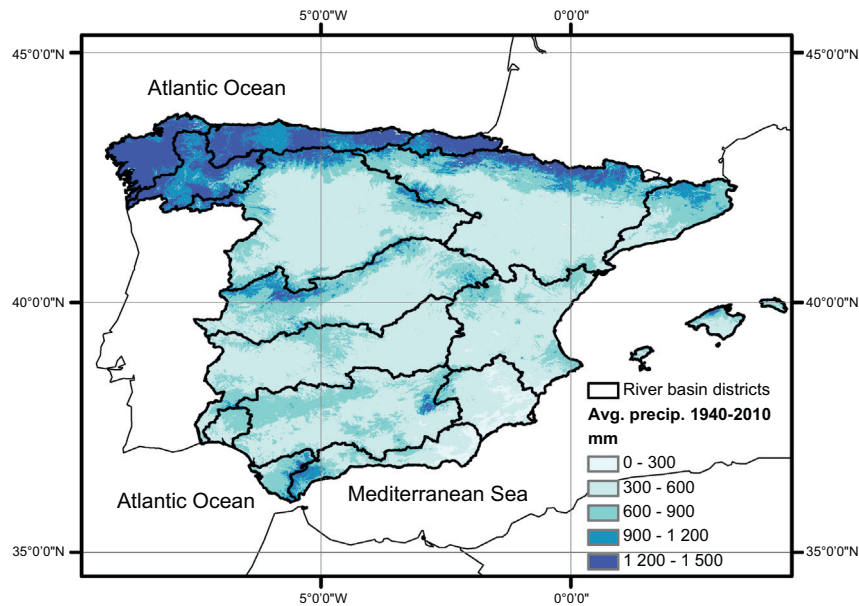 5°0'0"W 0°0'0"
45°0'0"N 45°0'0"N
Atlantic Ocean
40°0'0"N 40°0'0"N
River basin districts
Avg. precip. 1940-2010
mm
0 - 300
300 - 600
600 - 900
900 - 1 200
1 200 - 1 500
Atlantic Ocean
Mediterranean Sea
35°0'0"N 35°0'0"N
5°0'0"W 0°0'0"